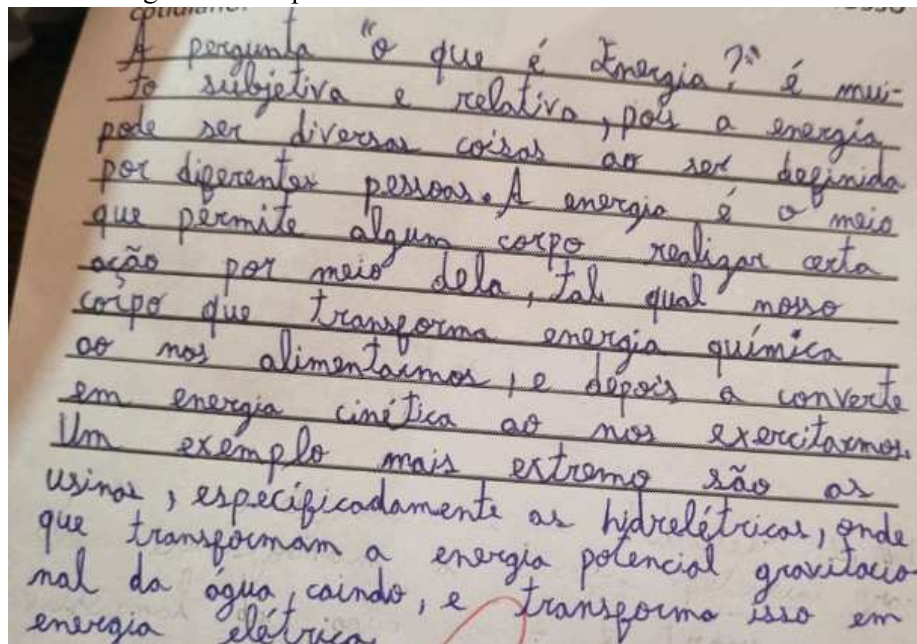 cotidiano.
A pergunta "o que é Energia?" é mui-
to subjetiva e relativa, pois a energia
pode ser diversas coisas ao ser definida
por diferentes pessoas. A energia é o meio
que permite algum corpo realizar certa
ação por meio dela, tal qual nosso
corpo que transforma energia química
ao nos alimentarmos, e depois a converte
em energia cinética ao nos exercitarmos.
Um exemplo mais extremo são as
usinas, especificadamente as hidrelétricas, onde
que transformam a energia potencial gravitacio
nal da água, caindo, e transforma isso em
energia elétrica